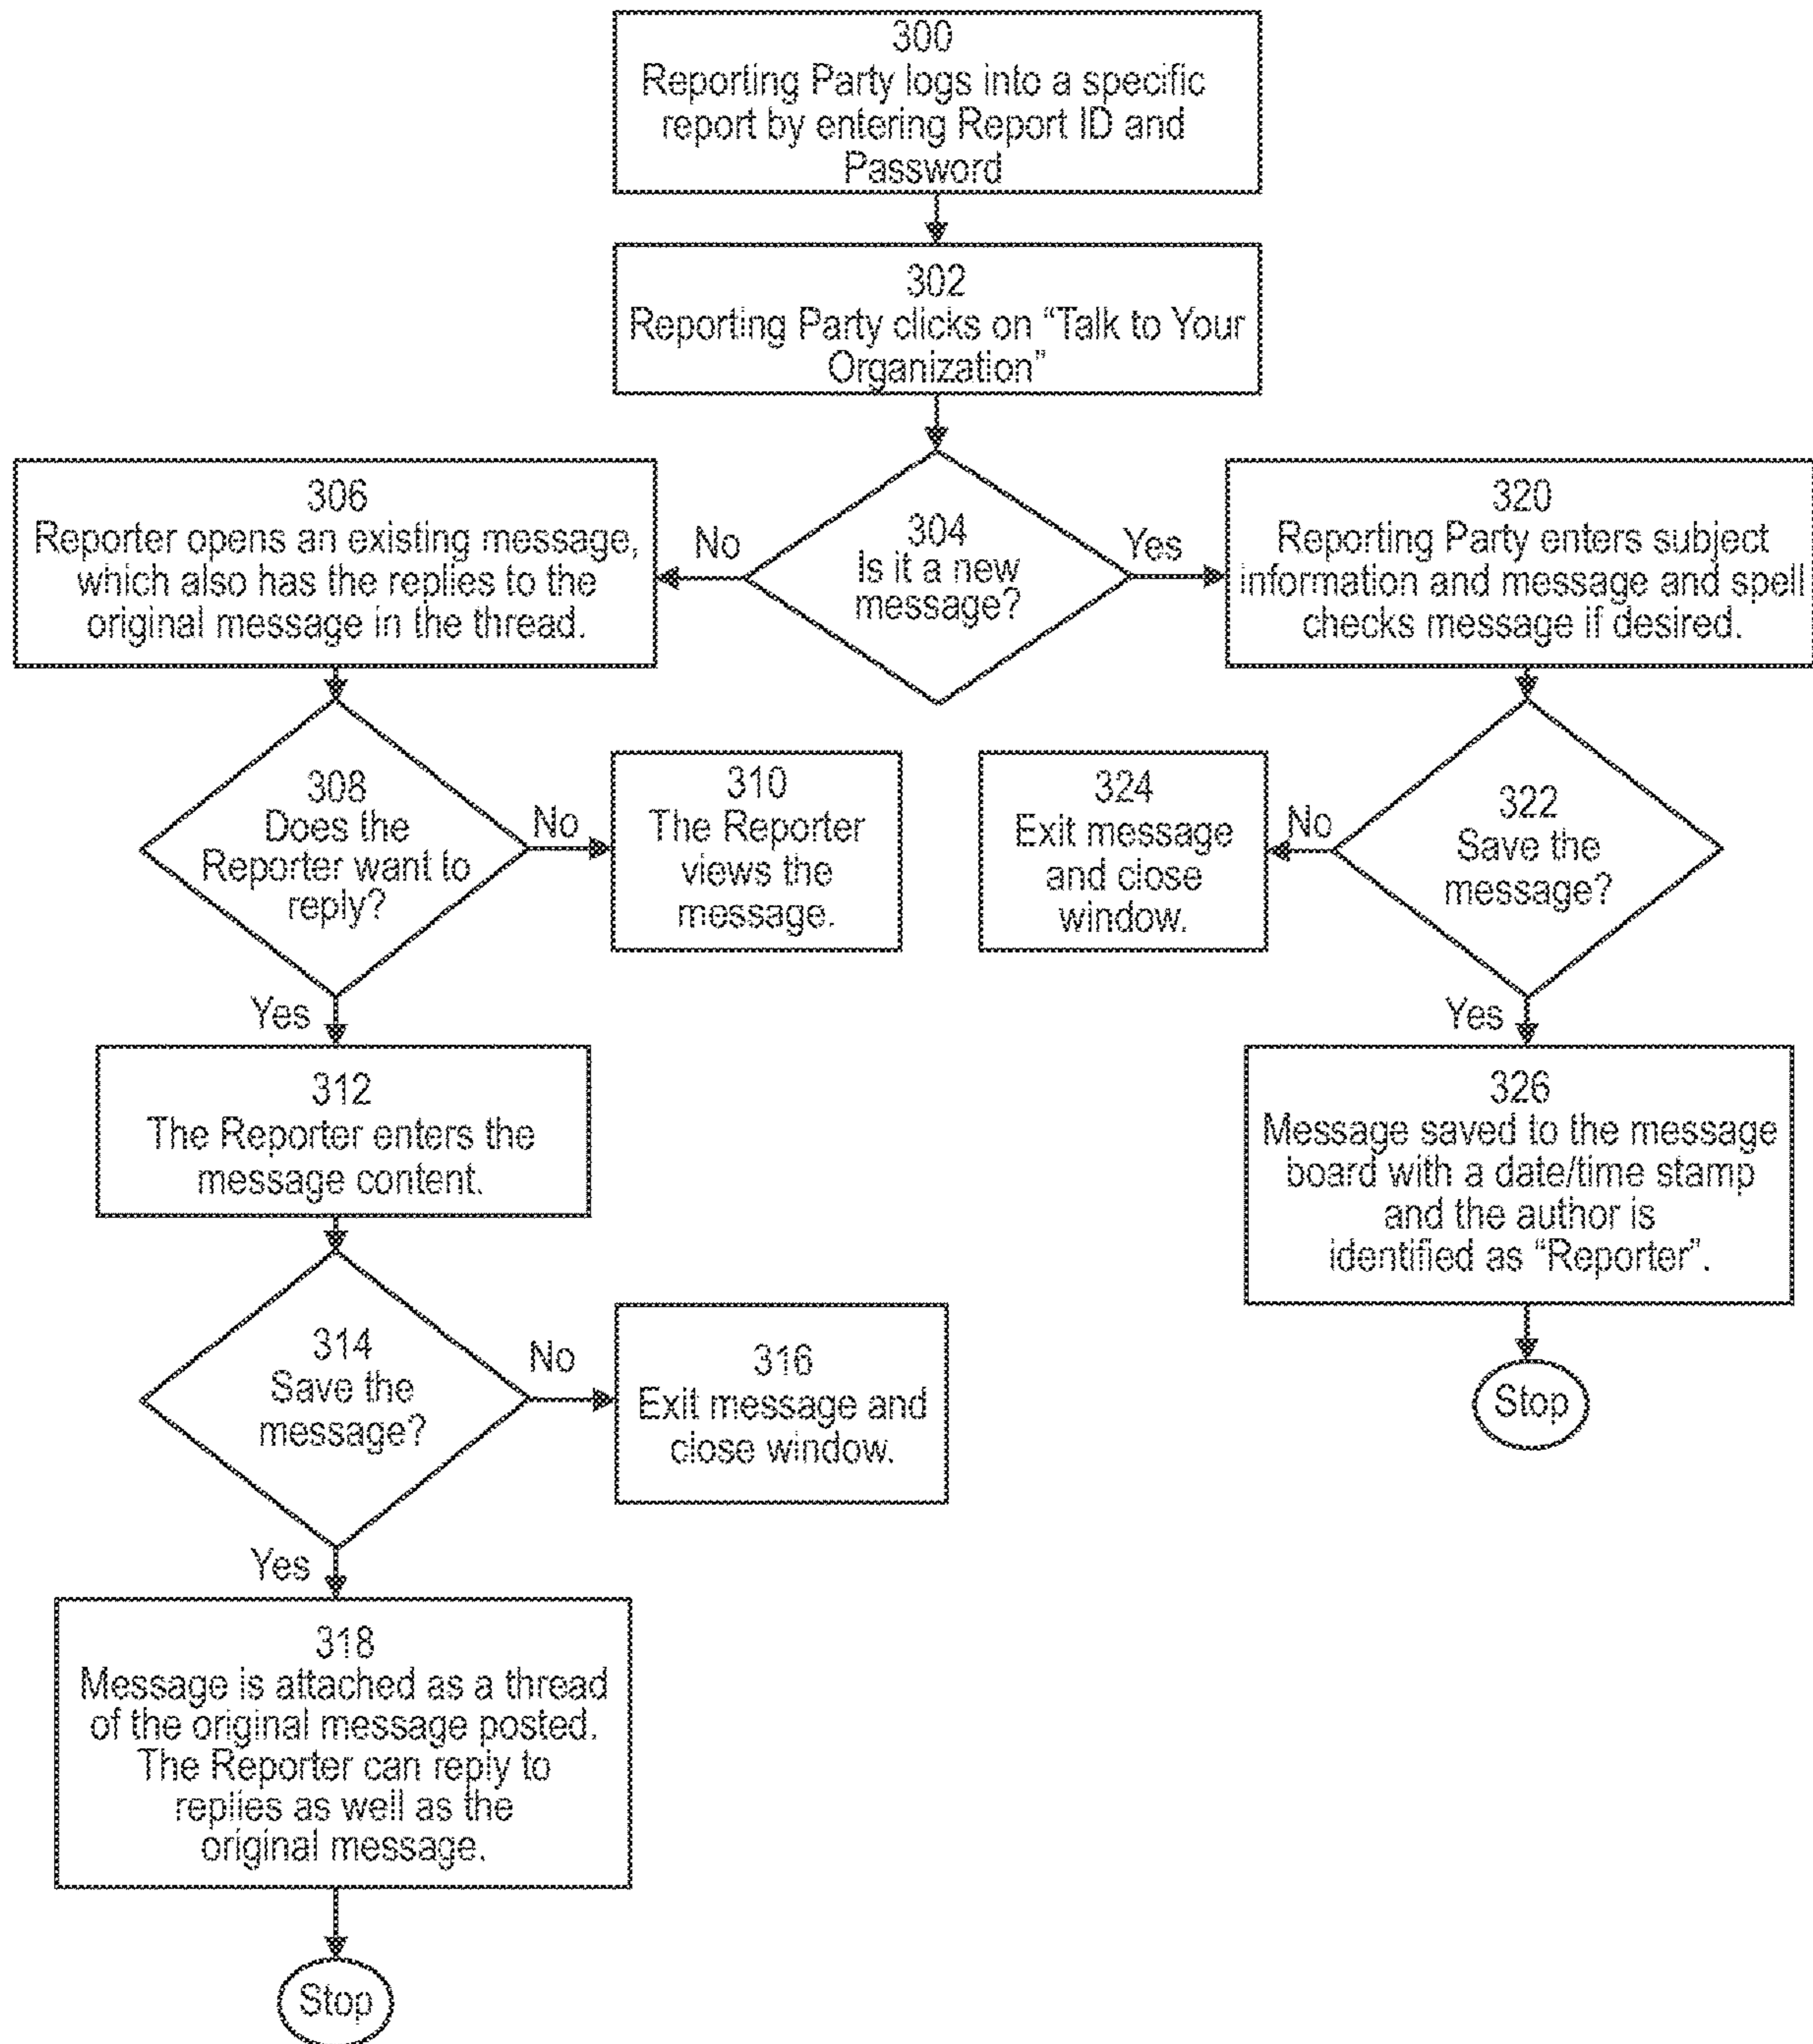 300
Reporting Party logs into a specific
report by entering Report ID and
Password
302
Reporting Party clicks on “Talk to Your
Organization”
304
Is it a new
message?
No
Yes
306
Reporter opens an existing message,
which also has the replies to the
original message in the thread.
320
Reporting Party enters subject
information and message and spell
checks message if desired.
308
Does the
Reporter want to
reply?
No
310
The Reporter
views the
message.
324
Exit message
and close
window.
No
322
Save the
message?
Yes
Yes
312
The Reporter enters the
message content.
326
Message saved to the message
board with a date/time stamp
and the author is
identified as “Reporter”.
314
Save the
message?
No
316
Exit message and
close window.
Stop
Yes
318
Message is attached as a thread
of the original message posted.
The Reporter can reply to
replies as well as the
original message.
Stop